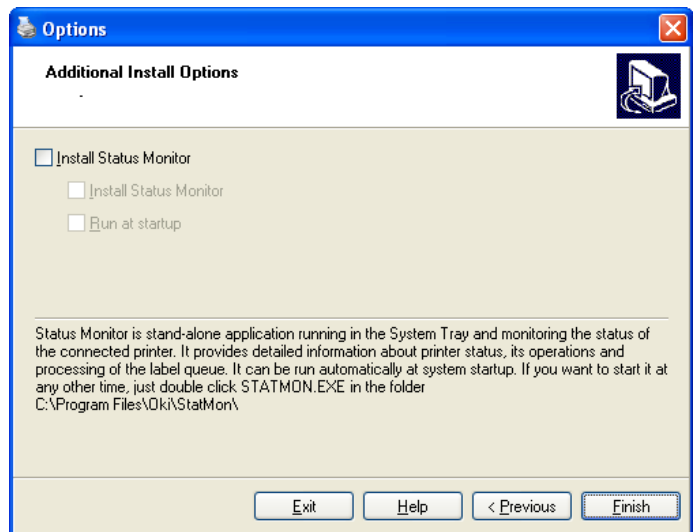 Options
Additional Install Options
-
Install Status Monitor
Install Status Monitor
Run at startup
Status Monitor is stand-alone application running in the System Tray and monitoring the status of
the connected printer. It provides detailed information about printer status, its operations and
processing of the label queue. It can be run automatically at system startup. If you want to start it at
any other time, just double click STATMON.EXE in the folder
C:\Program Files\Oki\StatMon\
Exit Help < Previous Finish